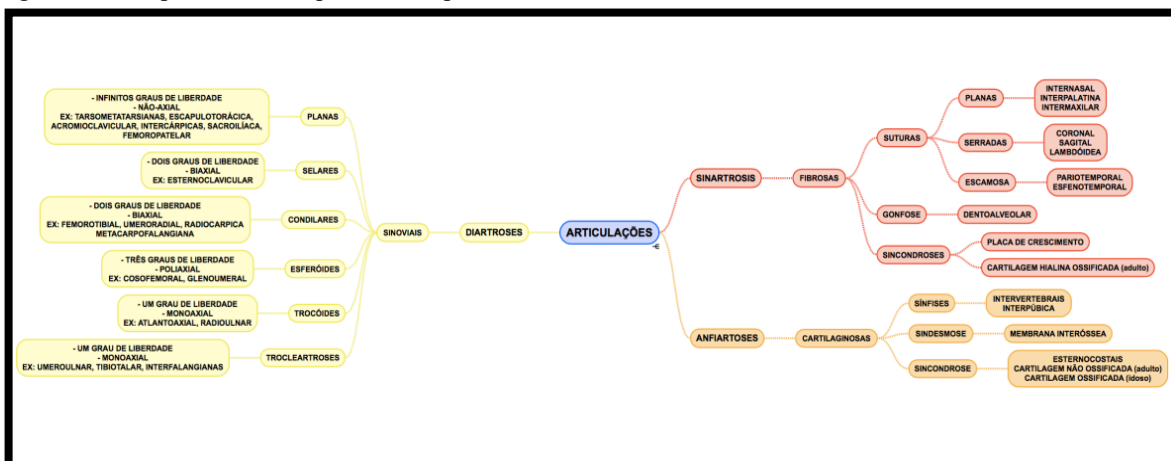 - INFINITOS GRAUS DE LIBERDADE
- NÃO-AXIAL
EX: TARSOMETATARSIANAS, ESCAPULOTORÁCICA,
ACROMIOCLAVICULAR, INTERCÁRPICAS, SACROILÍACA,
FEMOROPATELAR
PLANAS
- DOIS GRAUS DE LIBERDADE
- BIAXIAL
EX: ESTERNOCLAVICULAR
SELARES
- DOIS GRAUS DE LIBERDADE
- BIAXIAL
EX: FEMOROTIBIAL, UMERORADIAL, RADIOCARPICA
METACARPOFALANGIANA
CONDILARES
- TRÊS GRAUS DE LIBERDADE
- POLIAXIAL
EX: COSOFEMORAL, GLENOUMERAL
ESFERÓIDES
- UM GRAU DE LIBERDADE
- MONOAXIAL
EX: ATLANTOAXIAL, RADIOULNAR
TROCÓIDES
- UM GRAU DE LIBERDADE
- MONOAXIAL
EX: UMEROULNAR, TIBIOTALAR, INTERFALANGIANAS
TROCLEARTROSES
SINOVIAIS
DIARTROSES
ARTICULAÇÕES
SINARTROSIS
FIBROSAS
SUTURAS
PLANAS
INTERNASAL
INTERPALATINA
INTERMAXILAR
SERRADAS
CORONAL
SAGITAL
LAMBDÓIDEA
ESCAMOSA
PARIOTEMPORAL
ESFENOTEMPORAL
GONFOSE
DENTOALVEOLAR
SINCONDROSES
PLACA DE CRESCIMENTO
CARTILAGEM HIALINA OSSIFICADA (adulto)
ANFIARTOSES
CARTILAGINOSAS
SÍNFISES
INTERVERTEBRAIS
INTERPÚBICA
SINDESMOSE
MEMBRANA INTERÓSSEA
SINCONDROSE
ESTERNOCOSTAIS
CARTILAGEM NÃO OSSIFICADA (adulto)
CARTILAGEM OSSIFICADA (idoso)